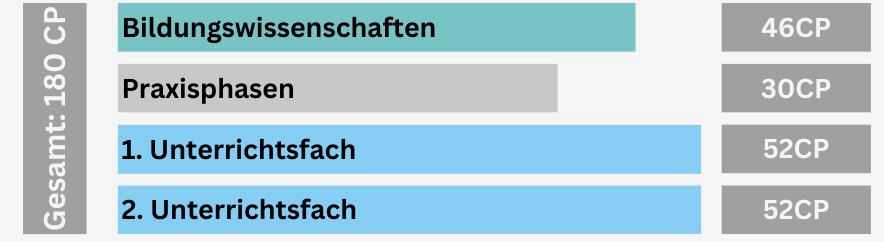 Gesamt: 180 CP
Bildungswissenschaften
46CP
Praxisphasen
30CP
1. Unterrichtsfach
52CP
2. Unterrichtsfach
52CP